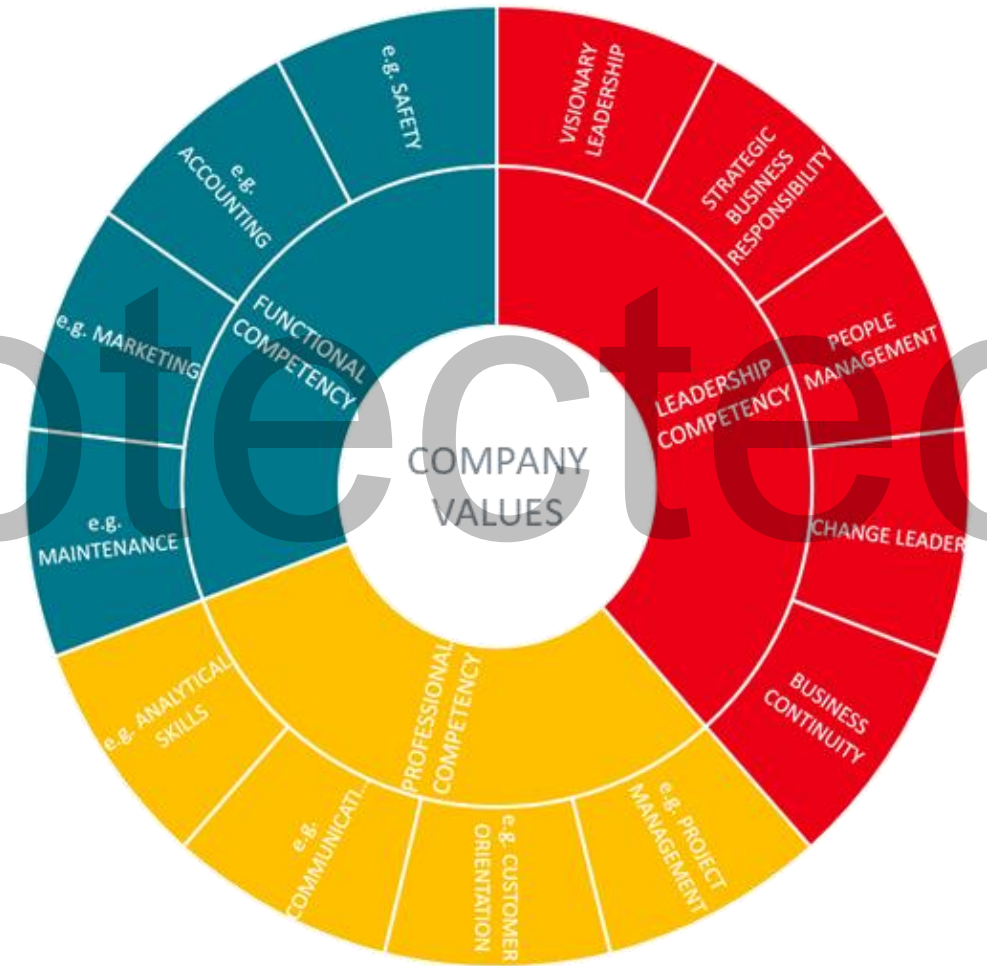 COMPANY
VALUES
LEADERSHIP
COMPETENCY
VISIONARY
LEADERSHIP
STRATEGIC
BUSINESS
RESPONSIBILITY
PEOPLE
MANAGEMENT
CHANGE LEADER
BUSINESS
CONTINUITY
PROFESSIONAL
COMPETENCY
e.g. PROJECT
MANAGEMENT
e.g. CUSTOMER
ORIENTATION
e.g.
COMMUNICATI...
e.g. ANALYTICAL
SKILLS
FUNCTIONAL
COMPETENCY
e.g.
MAINTENANCE
e.g. MARKETING
e.g.
ACCOUNTING
e.g. SAFETY
otected